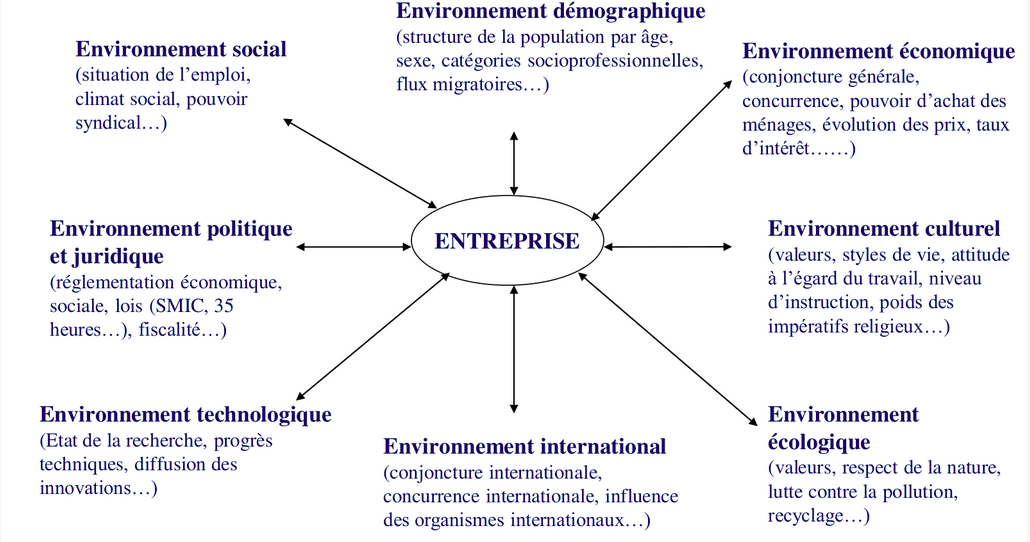 Environnement démographique
(structure de la population par âge,
sexe, catégories socioprofessionnelles,
flux migratoires…)
Environnement social
(situation de l’emploi,
climat social, pouvoir
syndical…)
Environnement économique
(conjoncture générale,
concurrence, pouvoir d’achat des
ménages, évolution des prix, taux
d’intérêt……)
Environnement politique
et juridique
(réglementation économique,
sociale, lois (SMIC, 35
heures…), fiscalité…)
ENTREPRISE
Environnement culturel
(valeurs, styles de vie, attitude
à l’égard du travail, niveau
d’instruction, poids des
impératifs religieux…)
Environnement technologique
(Etat de la recherche, progrès
techniques, diffusion des
innovations…)
Environnement international
(conjoncture internationale,
concurrence internationale, influence
des organismes internationaux…)
Environnement
écologique
(valeurs, respect de la nature,
lutte contre la pollution,
recyclage…)